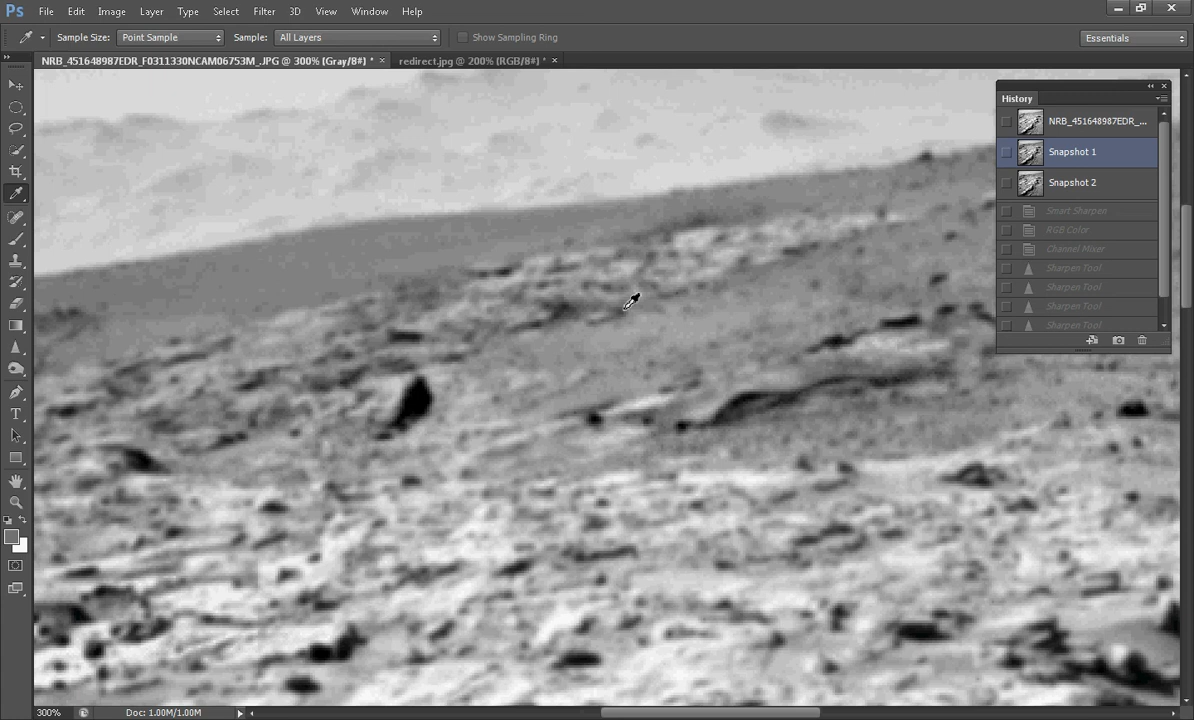 Ps File Edit Image Layer Type Select Filter 3D View Window Help
Sample Size: Point Sample Sample: All Layers Show Sampling Ring Essentials
NRB_451648987EDR_F0311330NCAM06753M_.JPG @ 300% (Gray/8#) * × redirect.jpg @ 200% (RGB/8#) * ×
History
NRB_451648987EDR_...
Snapshot 1
Snapshot 2
Smart Sharpen
RGB Color
Channel Mixer
Sharpen Tool
Sharpen Tool
Sharpen Tool
Sharpen Tool
T
300% Doc: 1.00M/1.00M